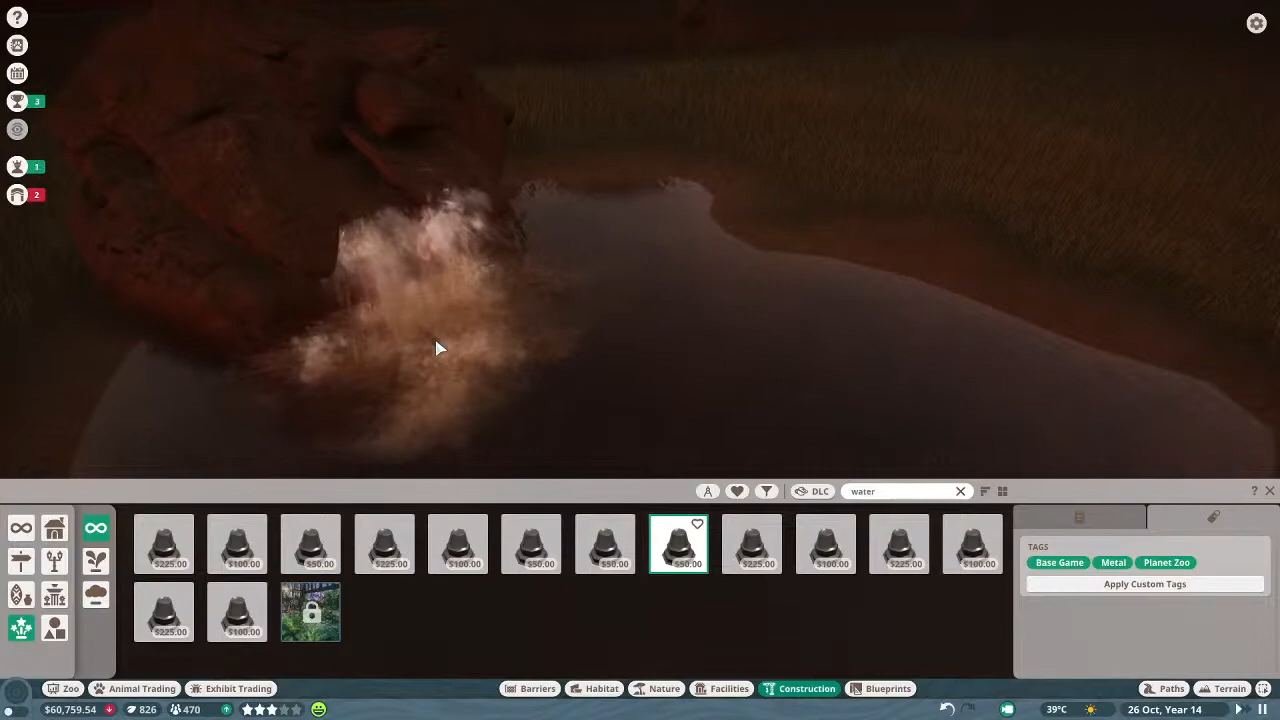 ?
3
1
2
DLC
water
?
$225.00 $100.00 $50.00 $225.00 $100.00 $50.00 $50.00 $50.00 $225.00 $100.00 $225.00 $100.00
$225.00 $100.00
TAGS
Base Game Metal Planet Zoo
Apply Custom Tags
Zoo Animal Trading Exhibit Trading Barriers Habitat Nature Facilities Construction Blueprints Paths Terrain
$60,759.54 826 470 39°C 26 Oct, Year 14